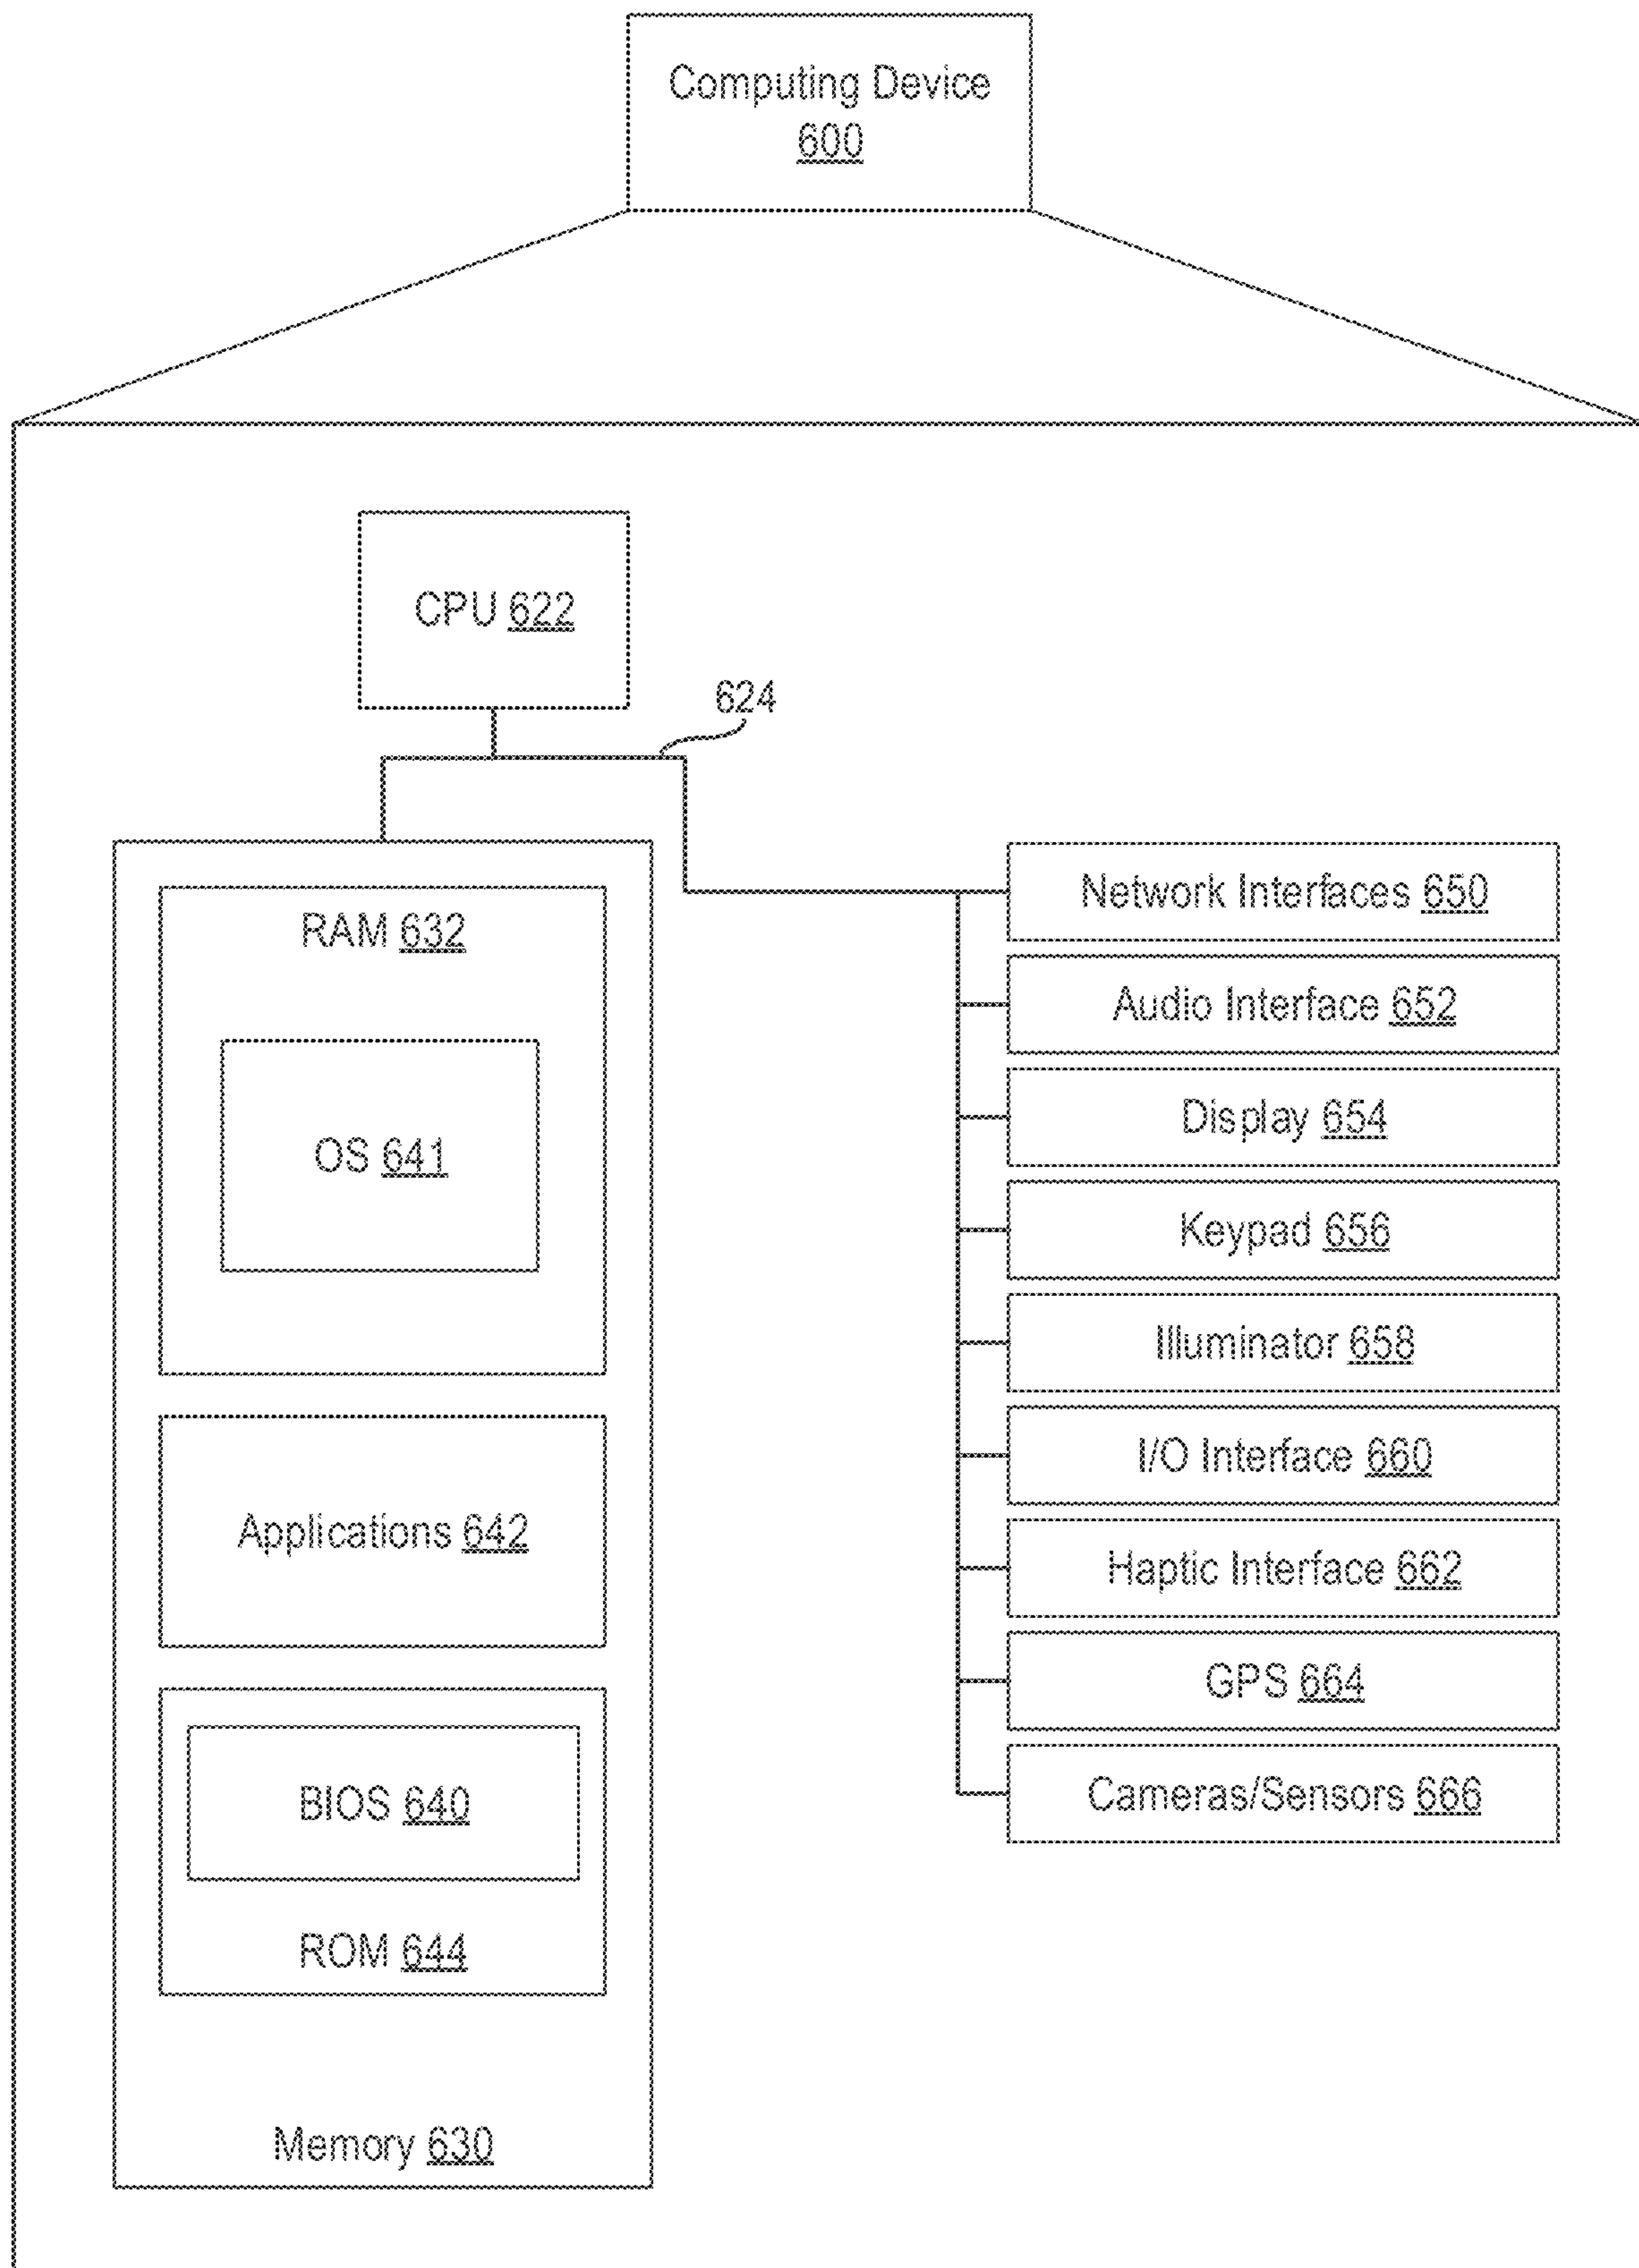 Computing Device
600
CPU 622
624
RAM 632
OS 641
Applications 642
BIOS 640
ROM 644
Memory 630
Network Interfaces 650
Audio Interface 652
Display 654
Keypad 656
Illuminator 658
I/O Interface 660
Haptic Interface 662
GPS 664
Cameras/Sensors 666